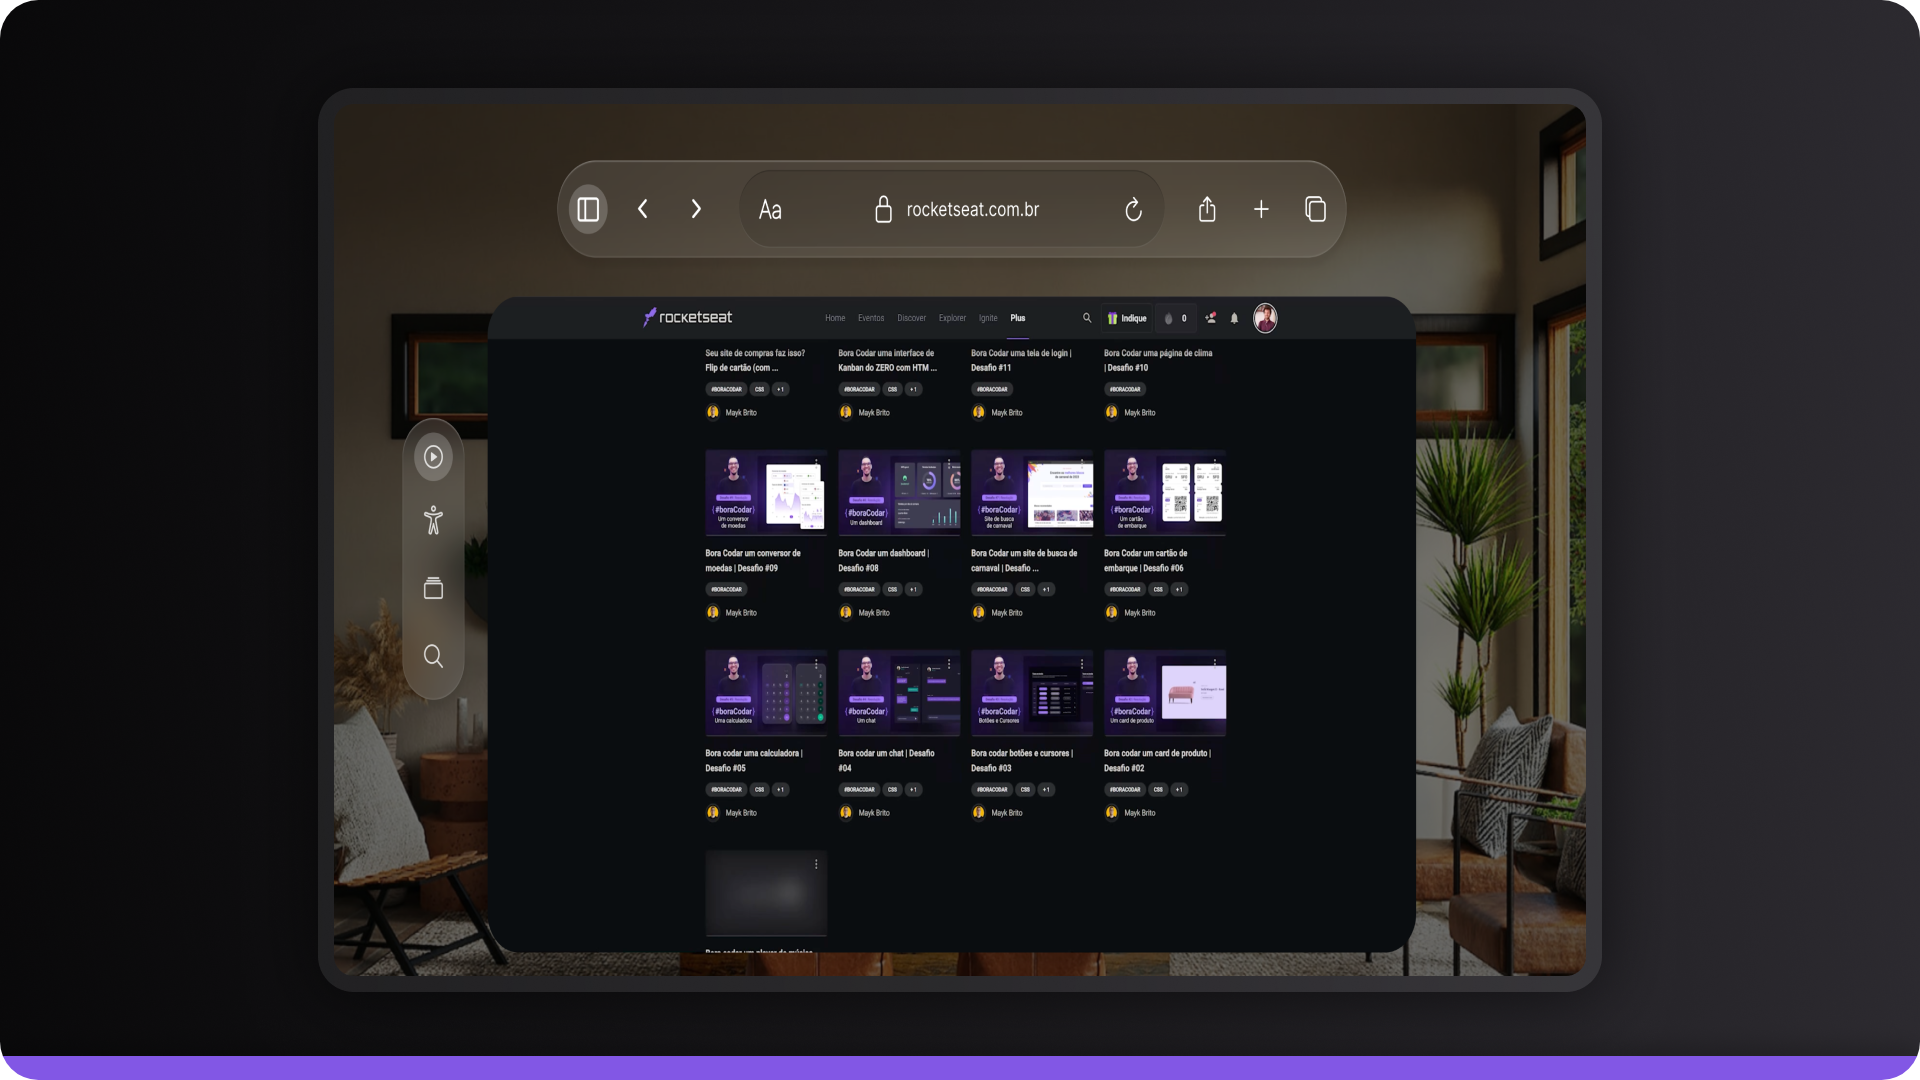 Aa
rocketseat.com.br
rocketseat
Home Eventos Discover Explorer Ignite Plus
Indique
0
Seu site de compras faz isso?
Flip de cartão (com ...
#BORACODAR CSS +1
Mayk Brito
Bora Codar uma interface de
Kanban do ZERO com HTM ...
#BORACODAR CSS +1
Mayk Brito
Bora Codar uma tela de login |
Desafio #11
#BORACODAR
Mayk Brito
Bora Codar uma página de clima
| Desafio #10
#BORACODAR
Mayk Brito
{#boraCodar}
Um conversor
de moedas
Bora Codar um conversor de
moedas | Desafio #09
#BORACODAR
Mayk Brito
{#boraCodar}
Um dashboard
Bora Codar um dashboard |
Desafio #08
#BORACODAR CSS +1
Mayk Brito
{#boraCodar}
Site de busca
de carnaval
Bora Codar um site de busca de
carnaval | Desafio ...
#BORACODAR CSS +1
Mayk Brito
{#boraCodar}
Um cartão
de embarque
Bora Codar um cartão de
embarque | Desafio #06
#BORACODAR CSS +1
Mayk Brito
{#boraCodar}
Uma calculadora
Bora codar uma calculadora |
Desafio #05
#BORACODAR CSS +1
Mayk Brito
{#boraCodar}
Um chat
Bora codar um chat | Desafio
#04
#BORACODAR CSS +1
Mayk Brito
{#boraCodar}
Botões e Cursores
Bora codar botões e cursores |
Desafio #03
#BORACODAR CSS +1
Mayk Brito
{#boraCodar}
Um card de produto
Bora codar um card de produto |
Desafio #02
#BORACODAR CSS +1
Mayk Brito
Bora codar um player de música